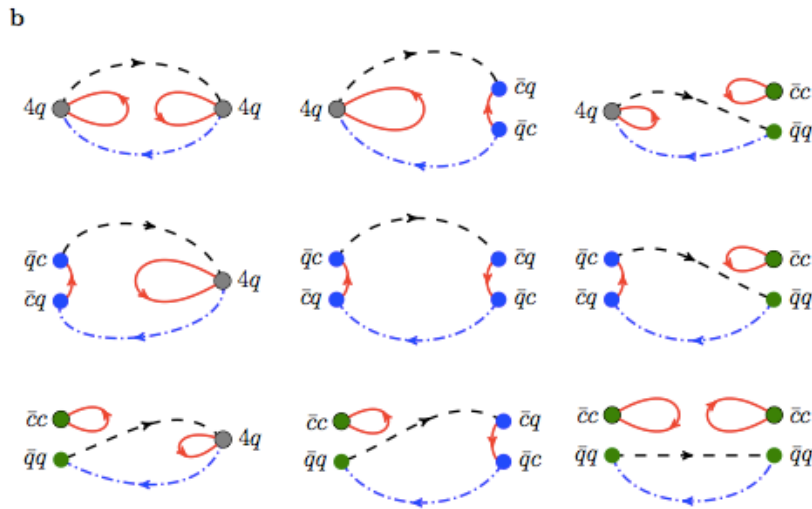 b
4q 4q
4q c̄q
q̄c
4q c̄c
q̄q
q̄c
c̄q 4q
q̄c c̄q
c̄q q̄c
q̄c c̄c
c̄q q̄q
c̄c
q̄q 4q
c̄c c̄q
q̄q q̄c
c̄c c̄c
q̄q q̄q